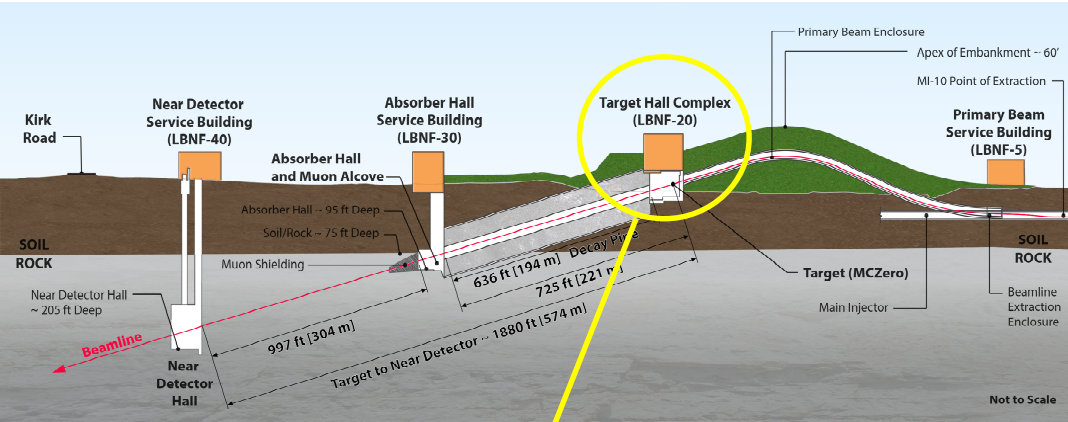 Primary Beam Enclosure
Apex of Embankment ~ 60'
MI-10 Point of Extraction
Kirk
Road
Near Detector
Service Building
(LBNF-40)
Absorber Hall
Service Building
(LBNF-30)
Target Hall Complex
(LBNF-20)
Primary Beam
Service Building
(LBNF-5)
Absorber Hall
and Muon Alcove
Absorber Hall ~ 95 ft Deep
Soil/Rock ~ 75 ft Deep
Muon Shielding
SOIL
ROCK
Near Detector Hall
~ 205 ft Deep
Beamline
Near
Detector
Hall
997 ft [304 m]
636 ft [194 m] Decay Pipe
725 ft [221 m]
Target to Near Detector ~ 1880 ft [574 m]
Target (MCZero)
Main Injector
SOIL
ROCK
Beamline
Extraction
Enclosure
Not to Scale